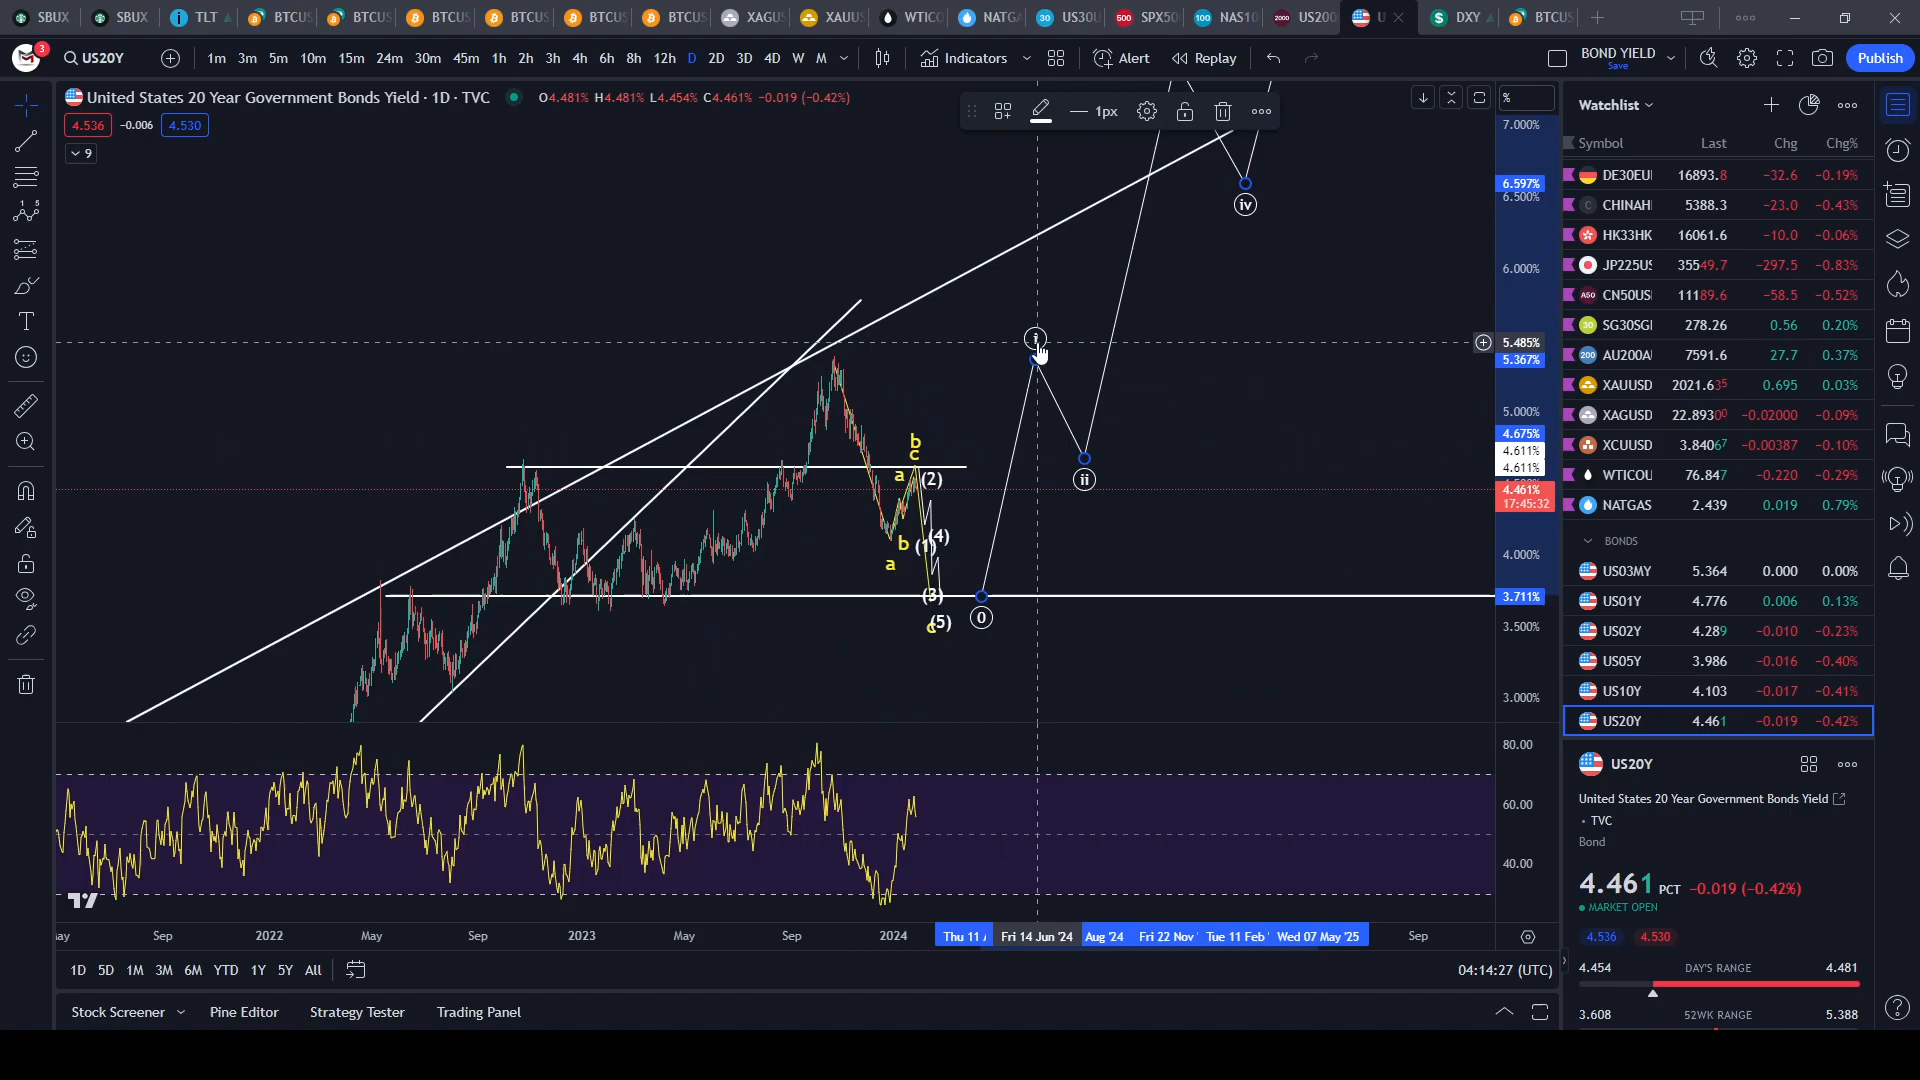 SBUX SBUX TLT BTCUS BTCUS BTCUS BTCUS BTCUS BTCUS XAGUS XAUUS WTICO NATGA US30U SPX50 NAS10 US200 U DXY BTCUS
3 US20Y 1m 3m 5m 10m 15m 24m 30m 45m 1h 2h 3h 4h 6h 8h 12h D 2D 3D 4D W M Indicators Alert Replay BOND YIELD Save Publish
United States 20 Year Government Bonds Yield · 1D · TVC O4.481% H4.481% L4.454% C4.461% -0.019 (-0.42%)
4.536 -0.006 4.530
9
1px
%
7.000%
6.597%
6.500%
6.000%
5.485%
5.367%
5.000%
4.675%
4.611%
4.611%
4.461%
17:45:32
4.000%
3.711%
3.500%
3.000%
80.00
60.00
40.00
iv
i
ii
0
b
c
a
(2)
(4)
b
(1)
a
(3)
c
(5)
ay Sep 2022 May Sep 2023 May Sep 2024 Thu 11 Fri 14 Jun '24 Aug '24 Fri 22 Nov ' Tue 11 Feb ' Wed 07 May '25 Sep
1D 5D 1M 3M 6M YTD 1Y 5Y All
04:14:27 (UTC)
Stock Screener Pine Editor Strategy Tester Trading Panel
Watchlist
Symbol Last Chg Chg%
DE30EU 16893.8 -32.6 -0.19%
CHINAH 5388.3 -23.0 -0.43%
HK33HK 16061.6 -10.0 -0.06%
JP225US 35549.7 -297.5 -0.83%
CN50USI 11189.6 -58.5 -0.52%
SG30SGI 278.26 0.56 0.20%
AU200A 7591.6 27.7 0.37%
XAUUSD 2021.635 0.695 0.03%
XAGUSD 22.89300 -0.02000 -0.09%
XCUUSD 3.84067 -0.00387 -0.10%
WTICOU 76.847 -0.220 -0.29%
NATGAS 2.439 0.019 0.79%
BONDS
US03MY 5.364 0.000 0.00%
US01Y 4.776 0.006 0.13%
US02Y 4.289 -0.010 -0.23%
US05Y 3.986 -0.016 -0.40%
US10Y 4.103 -0.017 -0.41%
US20Y 4.461 -0.019 -0.42%
US20Y
United States 20 Year Government Bonds Yield
• TVC
Bond
4.461 PCT -0.019 (-0.42%)
MARKET OPEN
4.536 4.530
4.454 DAY'S RANGE 4.481
3.608 52WK RANGE 5.388